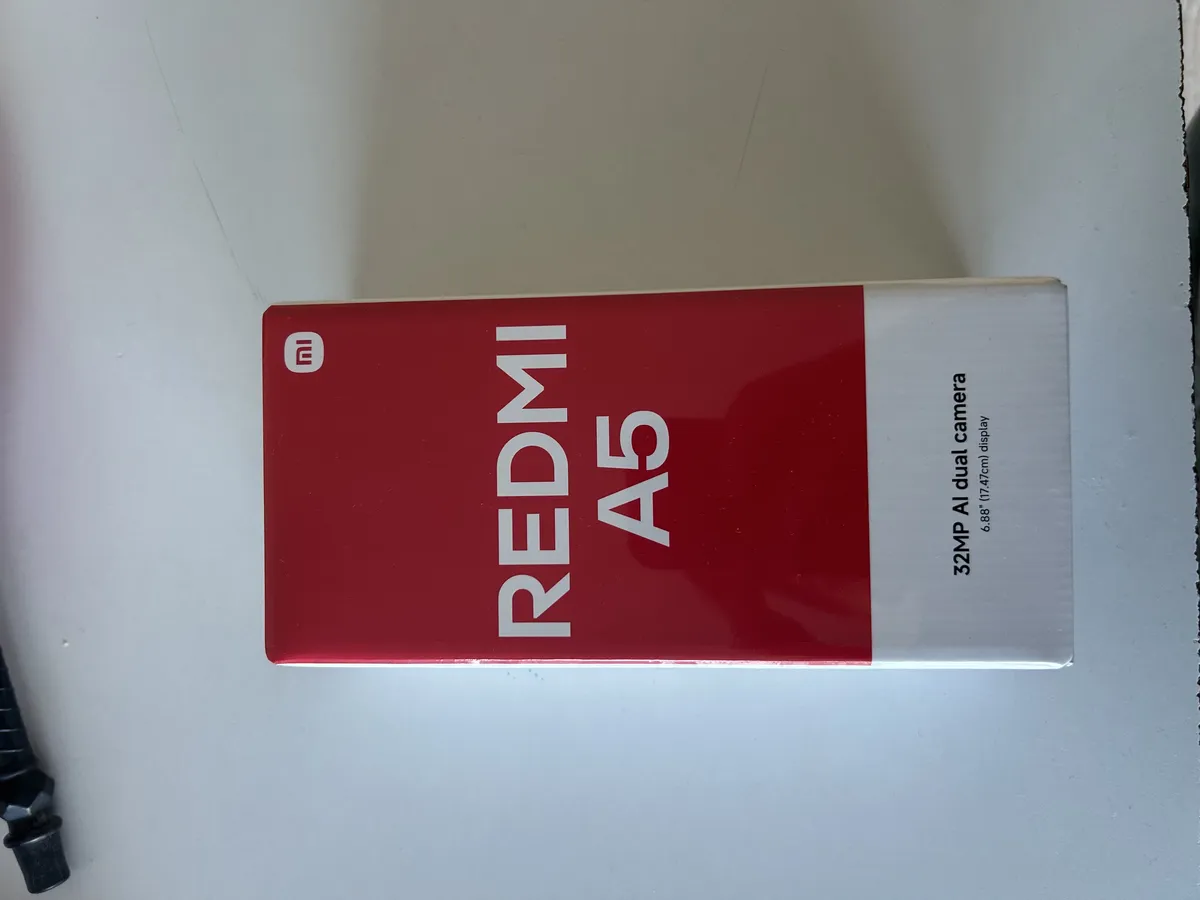 mi
REDMI
A5
32MP AI dual camera
6.88" (17.47cm) display